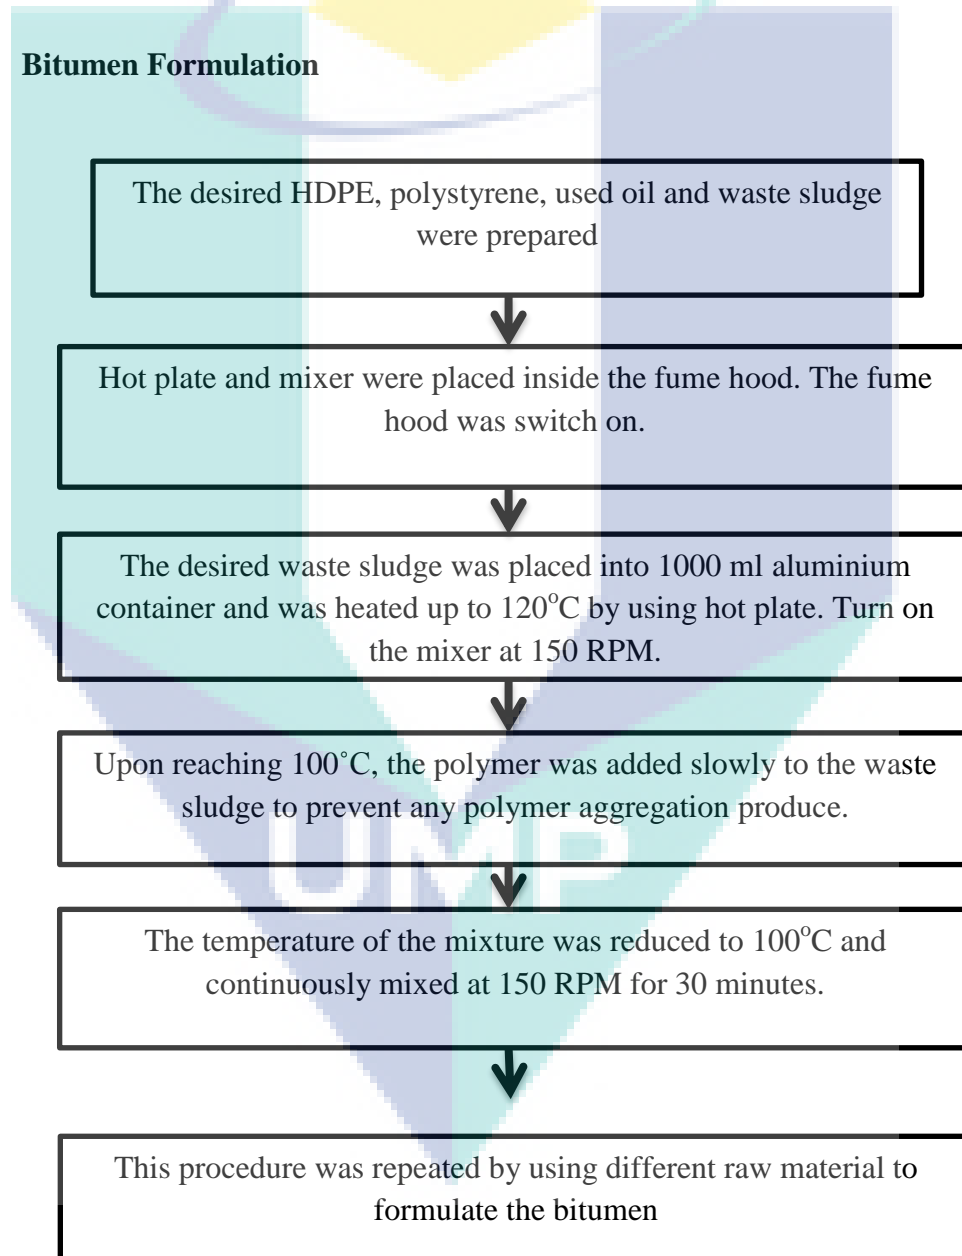 Bitumen Formulation
The desired HDPE, polystyrene, used oil and waste sludge
were prepared
Hot plate and mixer were placed inside the fume hood. The fume
hood was switch on.
The desired waste sludge was placed into 1000 ml aluminium
container and was heated up to 120°C by using hot plate. Turn on
the mixer at 150 RPM.
Upon reaching 100˚C, the polymer was added slowly to the waste
sludge to prevent any polymer aggregation produce.
UMP
The temperature of the mixture was reduced to 100°C and
continuously mixed at 150 RPM for 30 minutes.
This procedure was repeated by using different raw material to
formulate the bitumen